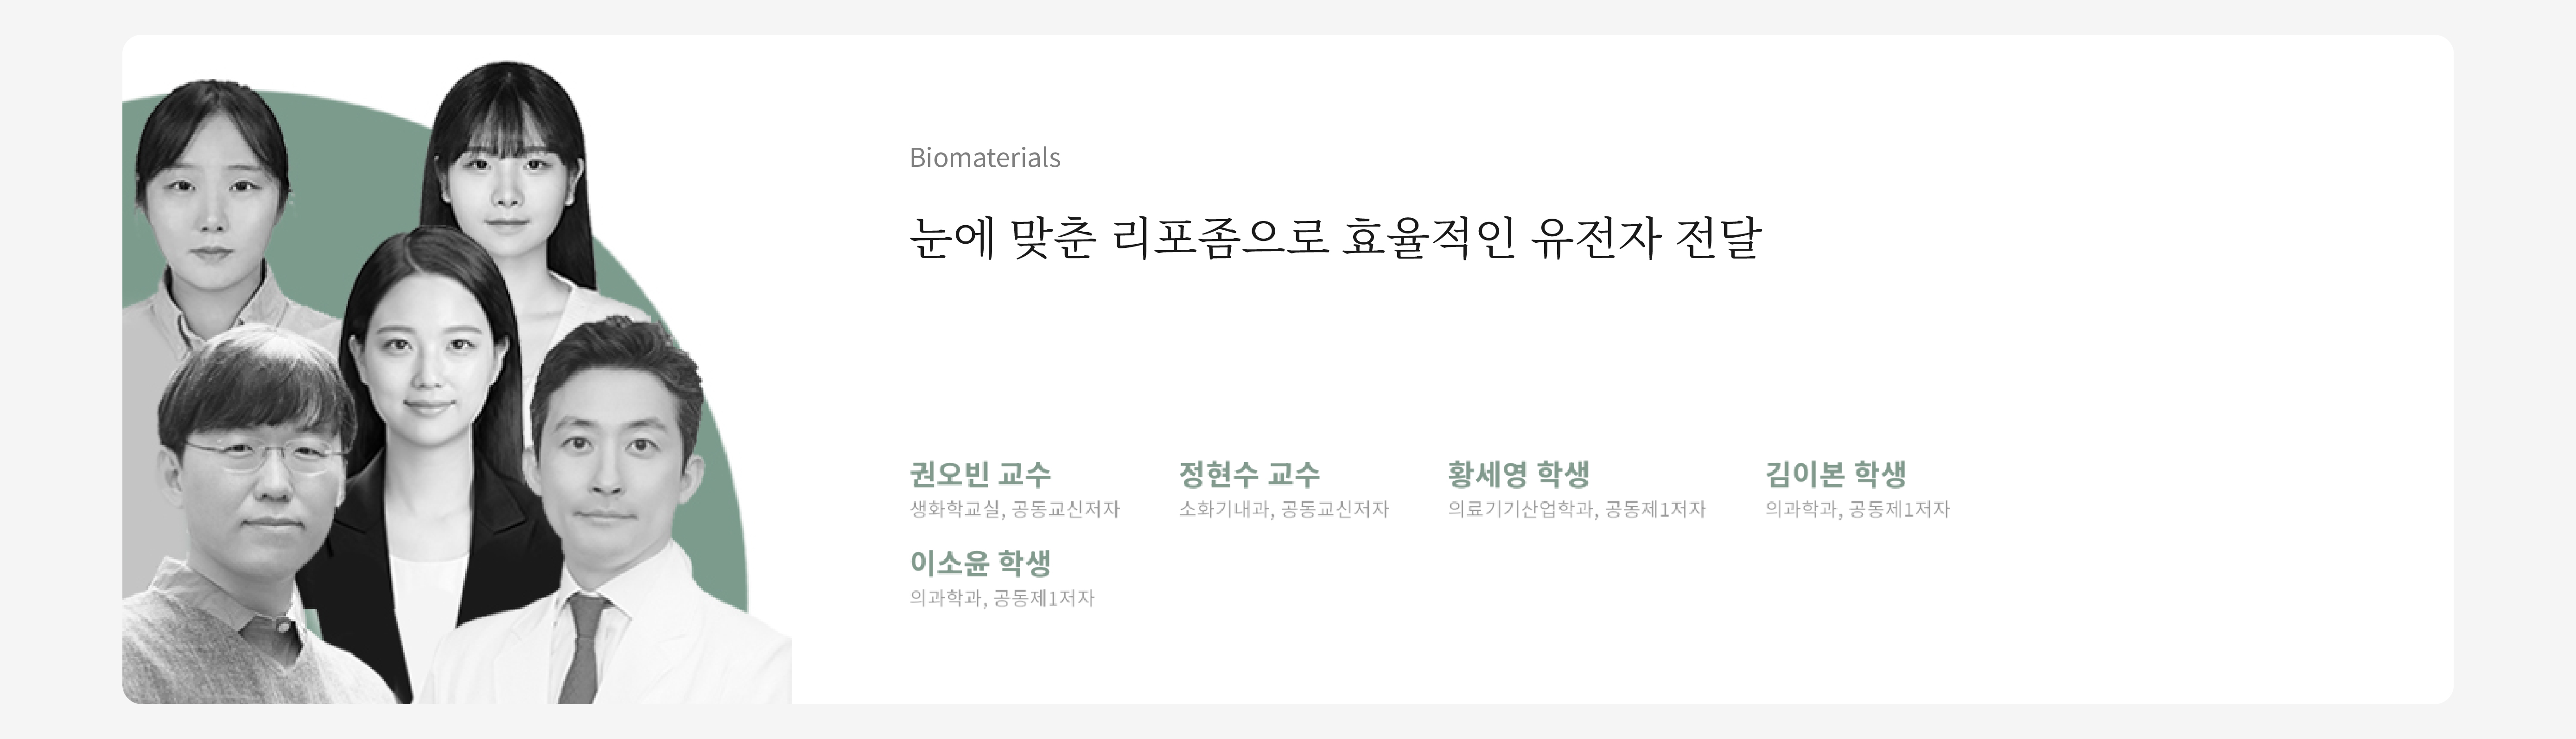 Biomaterials
눈에 맞춘 리포좀으로 효율적인 유전자 전달
권오빈 교수 정현수 교수 황세영 학생 김이본 학생
생화학교실, 공동교신저자 소화기내과, 공동교신저자 의료기기산업학과, 공동제1저자 의과학과, 공동제1저자
이소윤 학생
의과학과, 공동제1저자